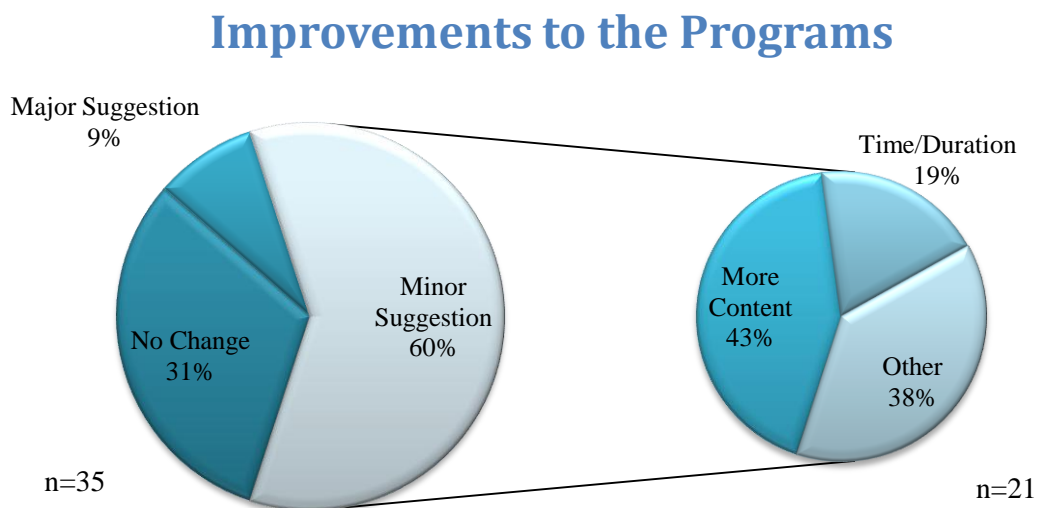 Improvements to the Programs
Major Suggestion
9%
Minor
Suggestion
60%
No Change
31%
n=35
Time/Duration
19%
More
Content
43%
Other
38%
n=21